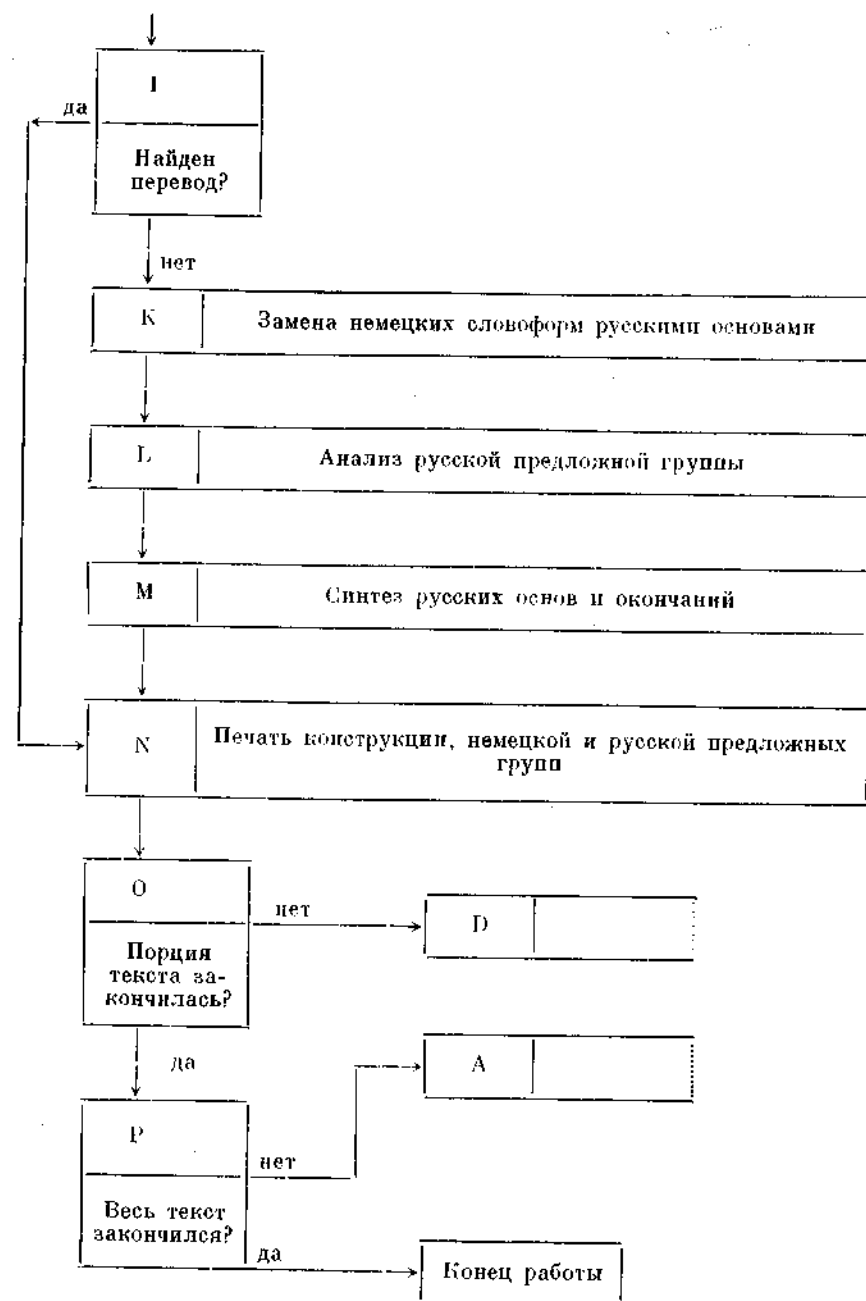 I
да
Найден
перевод?
нет
K Замена немецких словоформ русскими основами
L Анализ русской предложной группы
M Синтез русских основ и окончаний
N Печать конструкции, немецкой и русской предложных
групп
O
нет
D
Порция
текста за-
кончилась?
да
A
P
нет
Весь текст
закончился?
да
Конец работы